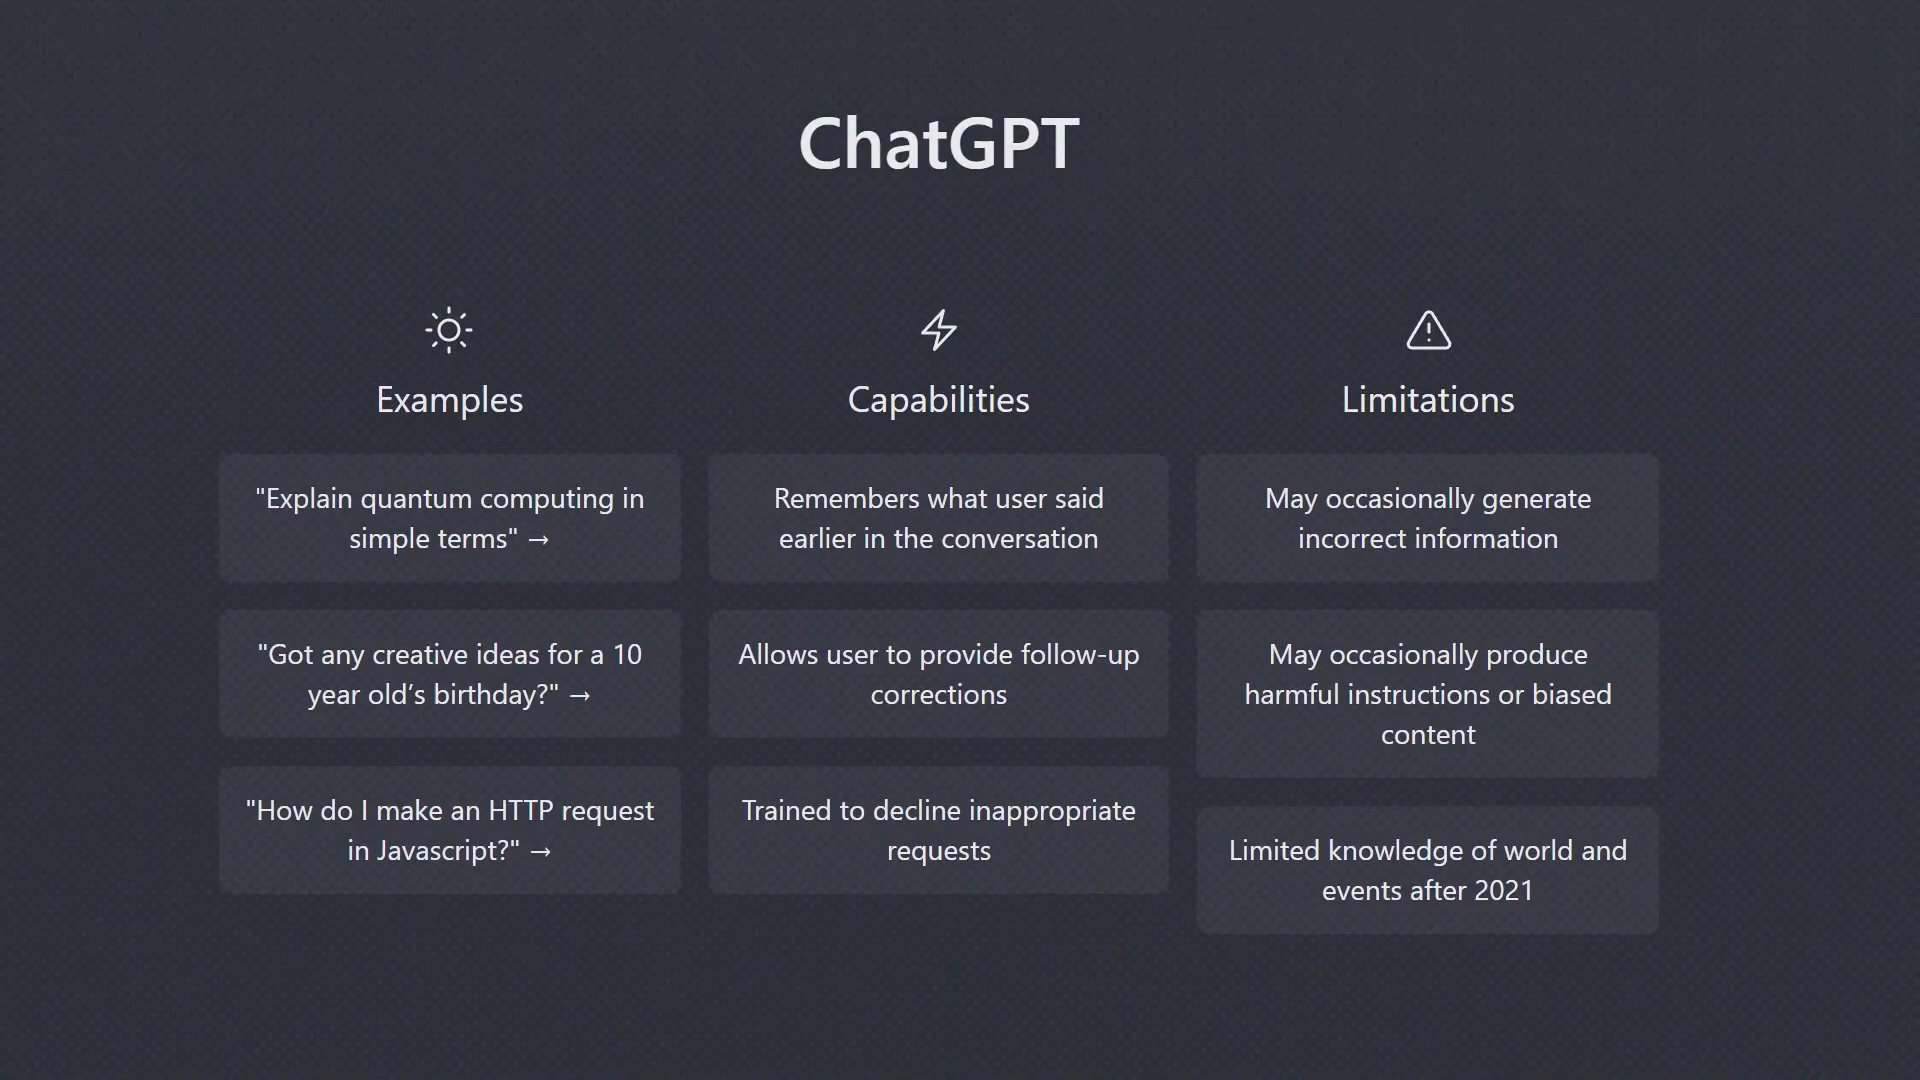 ChatGPT
Examples
"Explain quantum computing in
simple terms" →
"Got any creative ideas for a 10
year old’s birthday?" →
"How do I make an HTTP request
in Javascript?" →
Capabilities
Remembers what user said
earlier in the conversation
Allows user to provide follow-up
corrections
Trained to decline inappropriate
requests
Limitations
May occasionally generate
incorrect information
May occasionally produce
harmful instructions or biased
content
Limited knowledge of world and
events after 2021